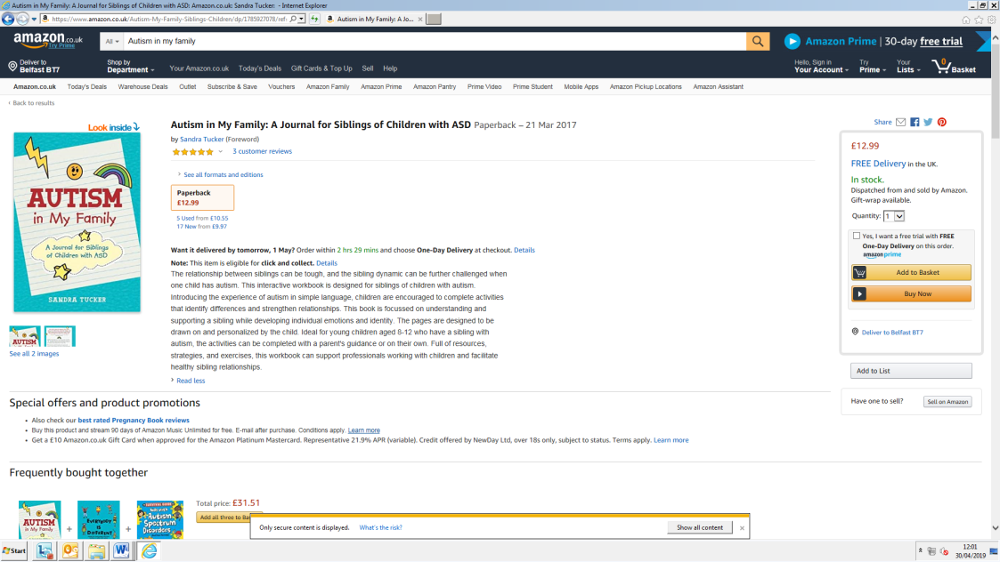 Autism in My Family: A Journal for Siblings of Children with ASD: Amazon.co.uk: Sandra Tucker: - Internet Explorer
https://www.amazon.co.uk/Autism-My-Family-Siblings-Children/dp/1785927078/ref:
Autism in My Family: A Jo...
amazon.co.uk
Try Prime
All
Autism in my family
Amazon Prime | 30-day free trial
Deliver to
Belfast BT7
Shop by
Department
Your Amazon.co.uk
Today's Deals
Gift Cards & Top Up
Sell
Help
Hello, Sign in
Your Account
Try
Prime
Your
Lists
0
Basket
Amazon.co.uk
Today's Deals
Warehouse Deals
Outlet
Subscribe & Save
Vouchers
Amazon Family
Amazon Prime
Amazon Pantry
Prime Video
Prime Student
Mobile Apps
Amazon Pickup Locations
Amazon Assistant
‹ Back to results
Look inside
AUTISM
in My Family
A Journal for Siblings
of Children with ASD
SANDRA TUCKER
AUTISM
in My Family
See all 2 images
Autism in My Family: A Journal for Siblings of Children with ASD Paperback – 21 Mar 2017
by Sandra Tucker (Foreword)
3 customer reviews
› See all formats and editions
Paperback
£12.99
5 Used from £10.55
17 New from £9.97
Want it delivered by tomorrow, 1 May? Order within 2 hrs 29 mins and choose One-Day Delivery at checkout. Details
Note: This item is eligible for click and collect. Details
The relationship between siblings can be tough, and the sibling dynamic can be further challenged when
one child has autism. This interactive workbook is designed for siblings of children with autism.
Introducing the experience of autism in simple language, children are encouraged to complete activities
that identify differences and strengthen relationships. This book is focussed on understanding and
supporting a sibling while developing individual emotions and identity. The pages are designed to be
drawn on and personalized by the child. Ideal for young children aged 8-12 who have a sibling with
autism, the activities can be completed with a parent's guidance or on their own. Full of resources,
strategies, and exercises, this workbook can support professionals working with children and facilitate
healthy sibling relationships.
› Read less
Share
£12.99
FREE Delivery in the UK.
In stock.
Dispatched from and sold by Amazon.
Gift-wrap available.
Quantity: 1
Yes, I want a free trial with FREE
One-Day Delivery on this order.
amazon prime
Add to Basket
Buy Now
Deliver to Belfast BT7
Add to List
Have one to sell?
Sell on Amazon
Special offers and product promotions
• Also check our best rated Pregnancy Book reviews
• Buy this product and stream 90 days of Amazon Music Unlimited for free. E-mail after purchase. Conditions apply. Learn more
• Get a £10 Amazon.co.uk Gift Card when approved for the Amazon Platinum Mastercard. Representative 21.9% APR (variable). Credit offered by NewDay Ltd, over 18s only, subject to status. Terms apply. Learn more
Frequently bought together
AUTISM
in My Family
+
EVERYBODY
IS
DIFFERENT
+
Autism
Spectrum
Disorders
Total price: £31.51
Add all three to Ba
Only secure content is displayed.
What's the risk?
Show all content
Start
12:01
30/04/2019